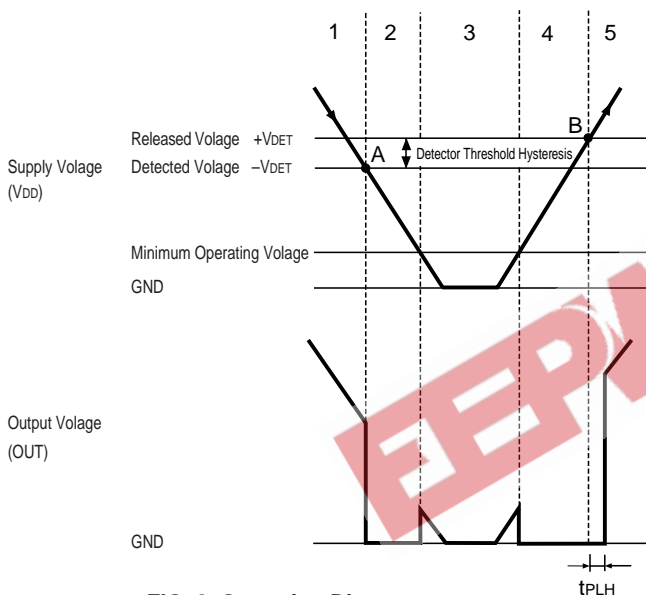 1 2 3 4 5
Released Volage +VDET
B
A
Detector Threshold Hysteresis
Supply Volage
(VDD)
Detected Volage –VDET
Minimum Operating Volage
GND
Output Volage
(OUT)
GND
tPLH